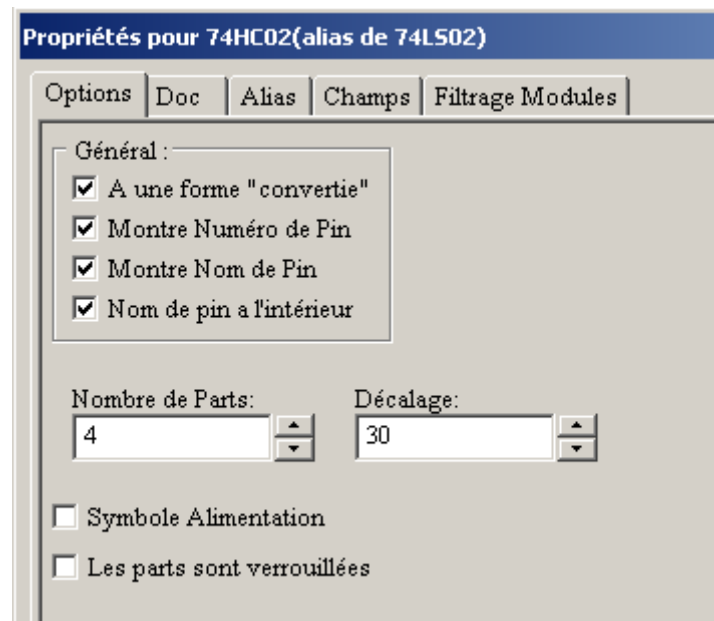 Propriétés pour 74HC02(alias de 74LS02)
Options Doc Alias Champs Filtrage Modules
Général :
A une forme "convertie"
Montre Numéro de Pin
Montre Nom de Pin
Nom de pin a l'intérieur
Nombre de Parts: Décalage:
4 30
Symbole Alimentation
Les parts sont verrouillées